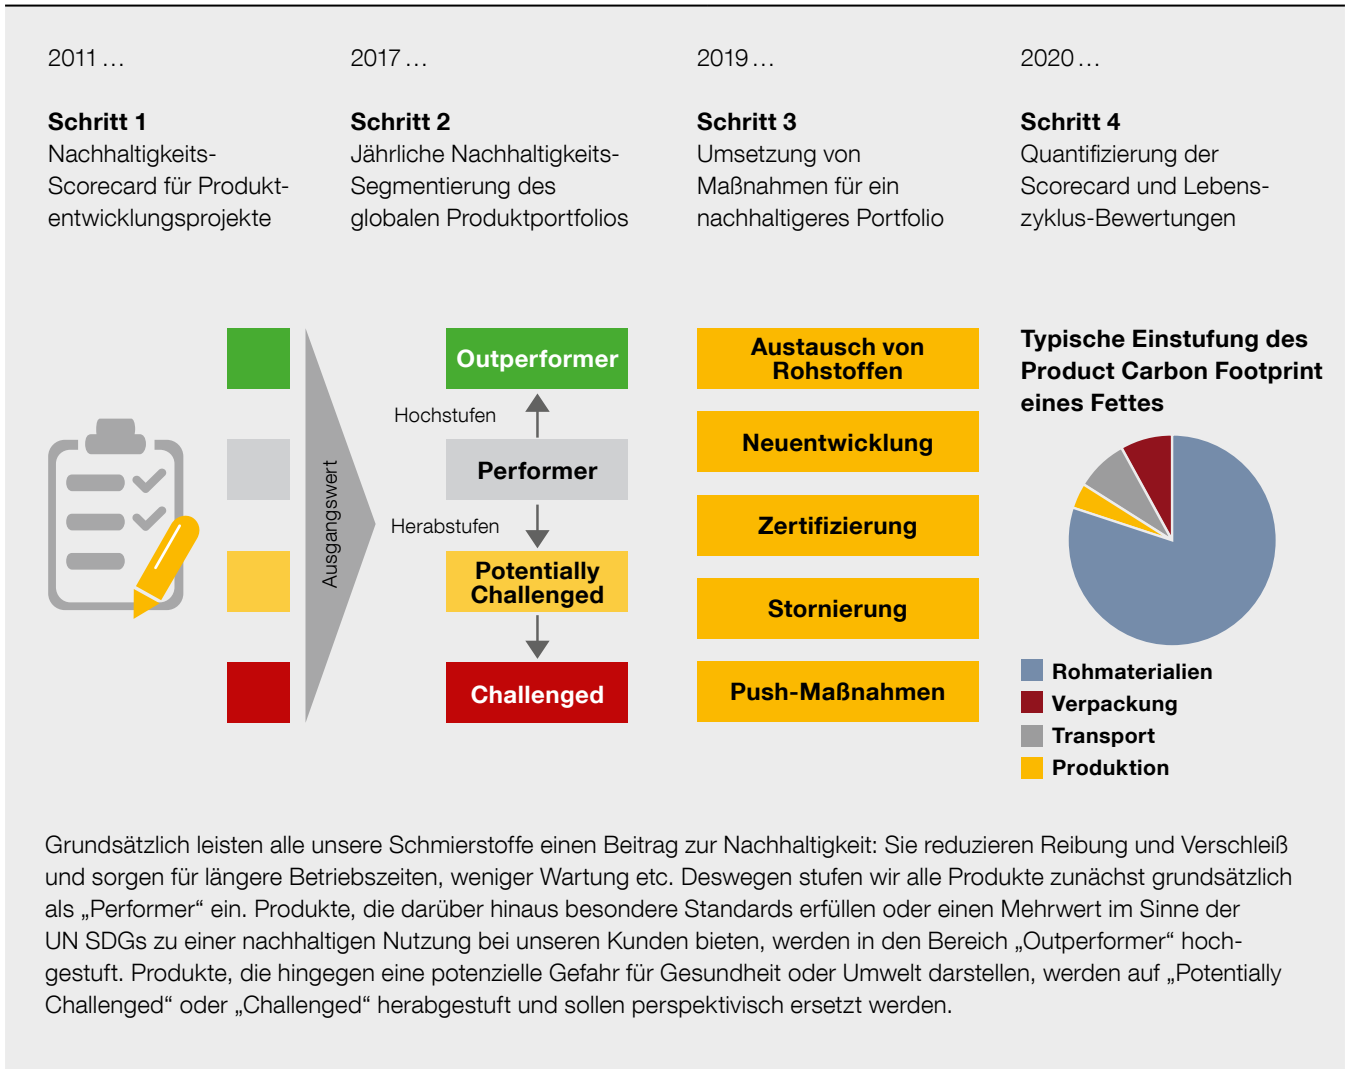 2011 …
Schritt 1
Nachhaltigkeits-
Scorecard für Produkt-
entwicklungsprojekte
2017 …
Schritt 2
Jährliche Nachhaltigkeits-
Segmentierung des
globalen Produktportfolios
2019 …
Schritt 3
Umsetzung von
Maßnahmen für ein
nachhaltigeres Portfolio
2020 …
Schritt 4
Quantifizierung der
Scorecard und Lebens-
zyklus-Bewertungen
Ausgangswert
Outperformer
Hochstufen
Performer
Herabstufen
Potentially
Challenged
Challenged
Austausch von
Rohstoffen
Neuentwicklung
Zertifizierung
Stornierung
Push-Maßnahmen
Typische Einstufung des
Product Carbon Footprint
eines Fettes
Rohmaterialien
Verpackung
Transport
Produktion
Grundsätzlich leisten alle unsere Schmierstoffe einen Beitrag zur Nachhaltigkeit: Sie reduzieren Reibung und Verschleiß
und sorgen für längere Betriebszeiten, weniger Wartung etc. Deswegen stufen wir alle Produkte zunächst grundsätzlich
als „Performer“ ein. Produkte, die darüber hinaus besondere Standards erfüllen oder einen Mehrwert im Sinne der
UN SDGs zu einer nachhaltigen Nutzung bei unseren Kunden bieten, werden in den Bereich „Outperformer“ hoch-
gestuft. Produkte, die hingegen eine potenzielle Gefahr für Gesundheit oder Umwelt darstellen, werden auf „Potentially
Challenged“ oder „Challenged“ herabgestuft und sollen perspektivisch ersetzt werden.